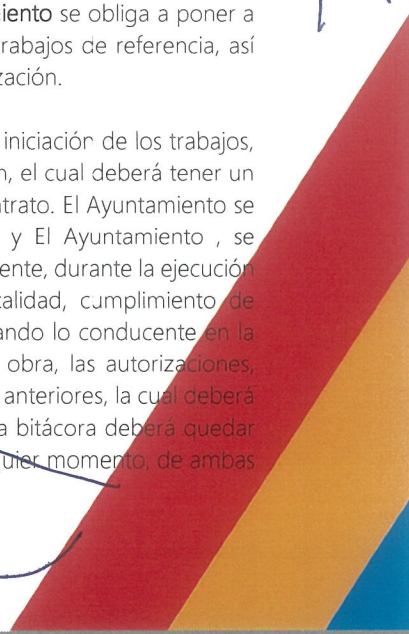 iento se obliga a poner a
rabajos de referencia, así
zación.
iniciación de los trabajos,
n, el cual deberá tener un
trato. El Ayuntamiento se
y El Ayuntamiento , se
ente, durante la ejecución
calidad, cumplimiento de
ando lo conducente en la
obra, las autorizaciones,
anteriores, la cual deberá
a bitácora deberá quedar
quier momento, de ambas